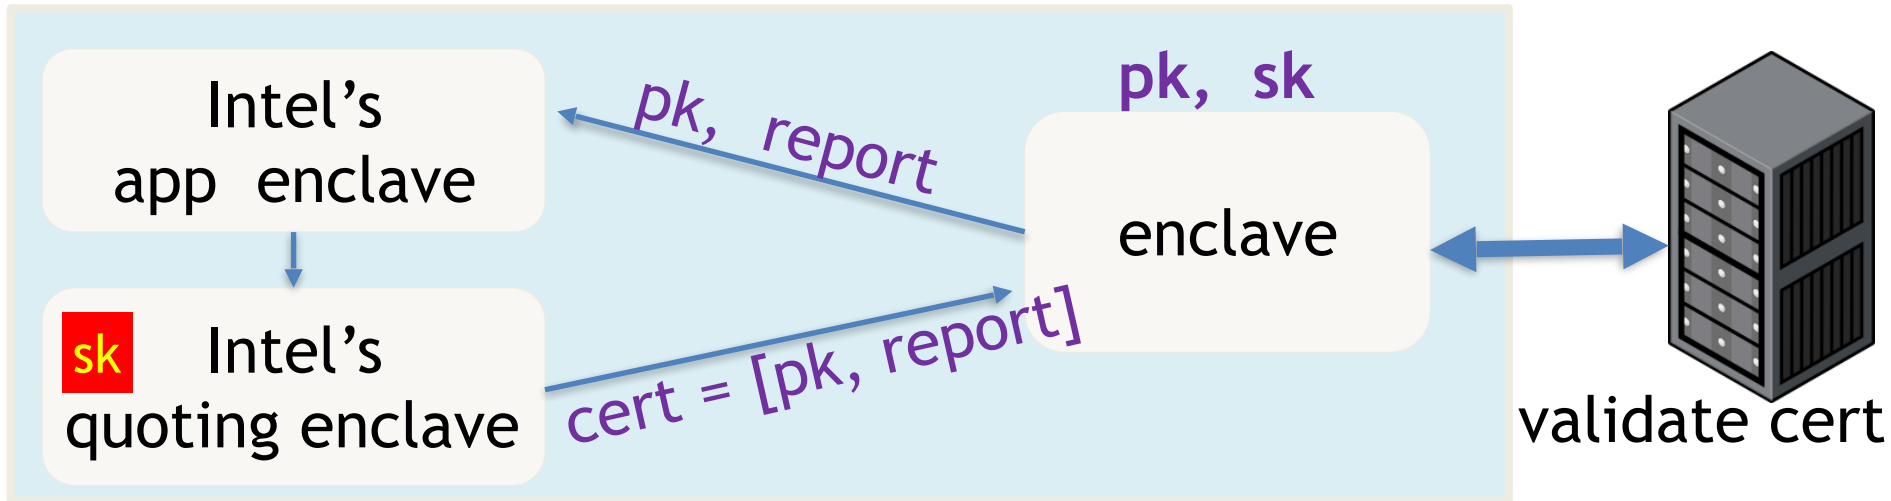 Intel’s
app enclave
pk, report
pk, sk
enclave
sk
Intel’s
quoting enclave
cert = [pk, report]
validate cert